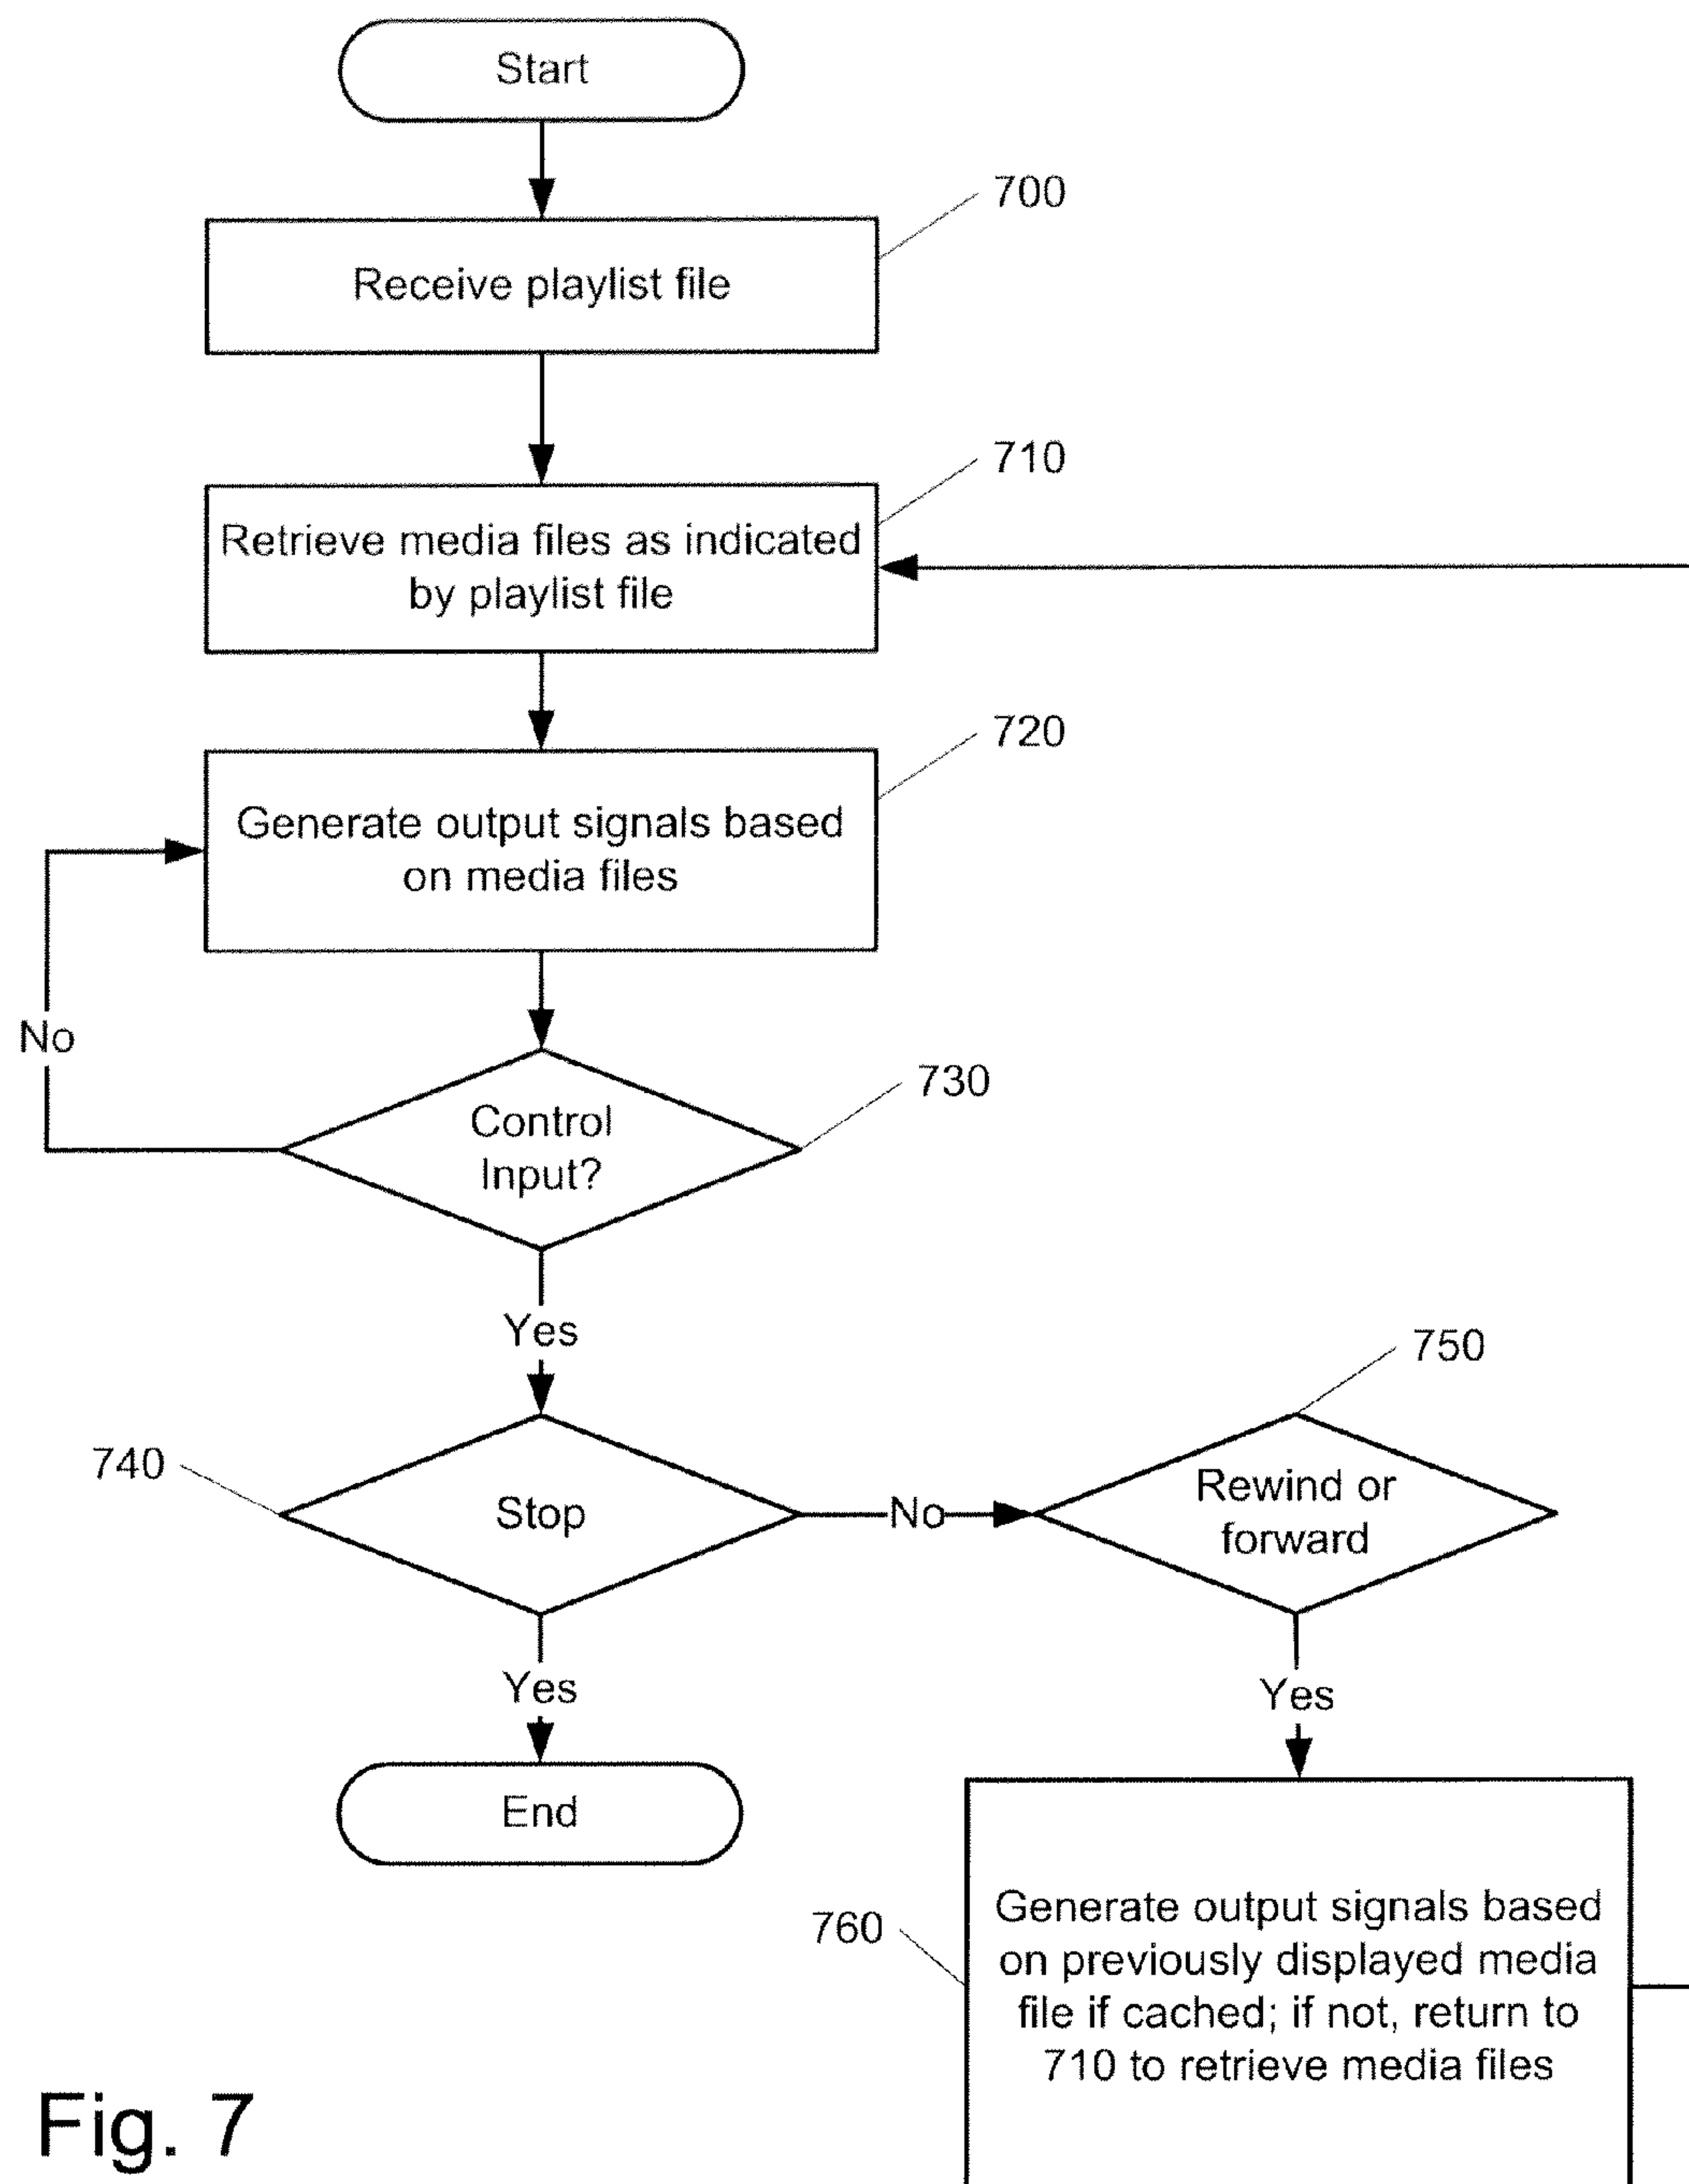 Start
700
Receive playlist file
710
Retrieve media files as indicated
by playlist file
720
Generate output signals based
on media files
No
730
Control
Input?
Yes
750
740
Stop
No
Rewind or
forward
Yes
Yes
End
760
Generate output signals based
on previously displayed media
file if cached; if not, return to
710 to retrieve media files
Fig. 7